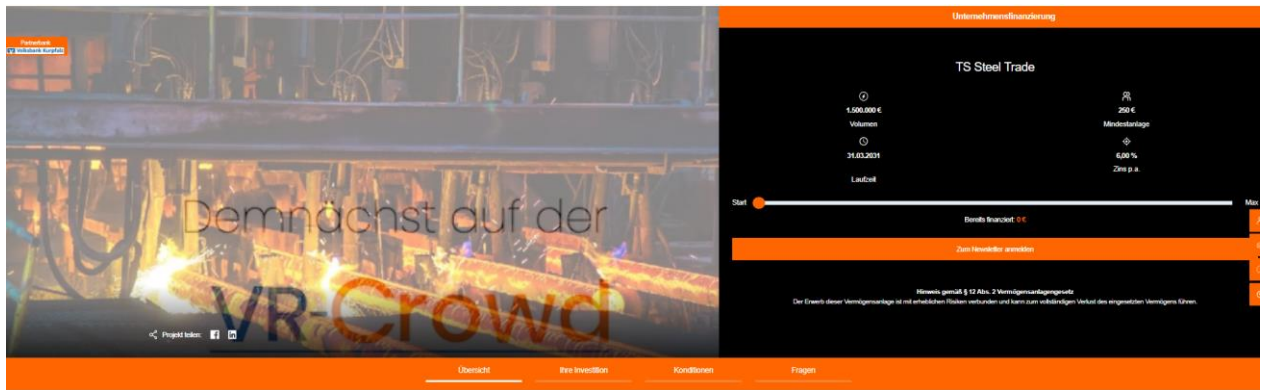 Partnerbank
Volksbank Kurpfalz
Demnächst auf der
VR-Crowd
Projekt teilen:
Unternehmensfinanzierung
TS Steel Trade
1.500.000 €
Volumen
250 €
Mindestanlage
31.03.2031
Laufzeit
6,00 %
Zins p.a.
Start
Max
Bereits finanziert: 0 €
Zum Newsletter anmelden
Hinweis gemäß § 12 Abs. 2 Vermögensanlagengesetz
Der Erwerb dieser Vermögensanlage ist mit erheblichen Risiken verbunden und kann zum vollständigen Verlust des eingesetzten Vermögens führen.
Übersicht
Ihre Investition
Konditionen
Fragen